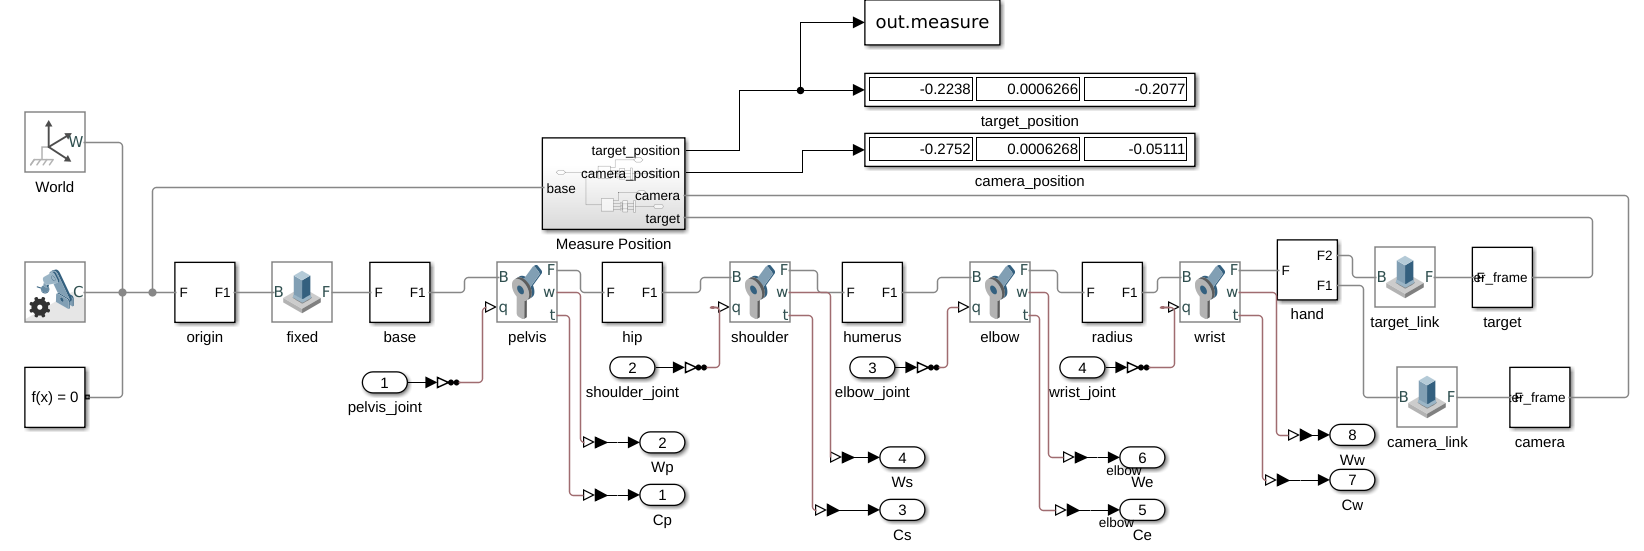 out.measure
-0.2238 0.0006266 -0.2077
target_position
-0.2752 0.0006268 -0.05111
camera_position
W
World
target_position
camera_position
base
camera
target
Measure Position
C
F F1
origin
B F
fixed
F F1
base
B F
q w
t
pelvis
F F1
hip
B F
q w
t
shoulder
F F1
humerus
B F
q w
t
elbow
F F1
radius
B F
q w
t
wrist
F2
F
F1
hand
B F
target_link
F
er_frame
target
f(x) = 0
1
pelvis_joint
2
shoulder_joint
3
elbow_joint
4
wrist_joint
B F
camera_link
F
er_frame
camera
2
Wp
1
Cp
4
Ws
3
Cs
6
elbow
We
5
elbow
Ce
8
Ww
7
Cw